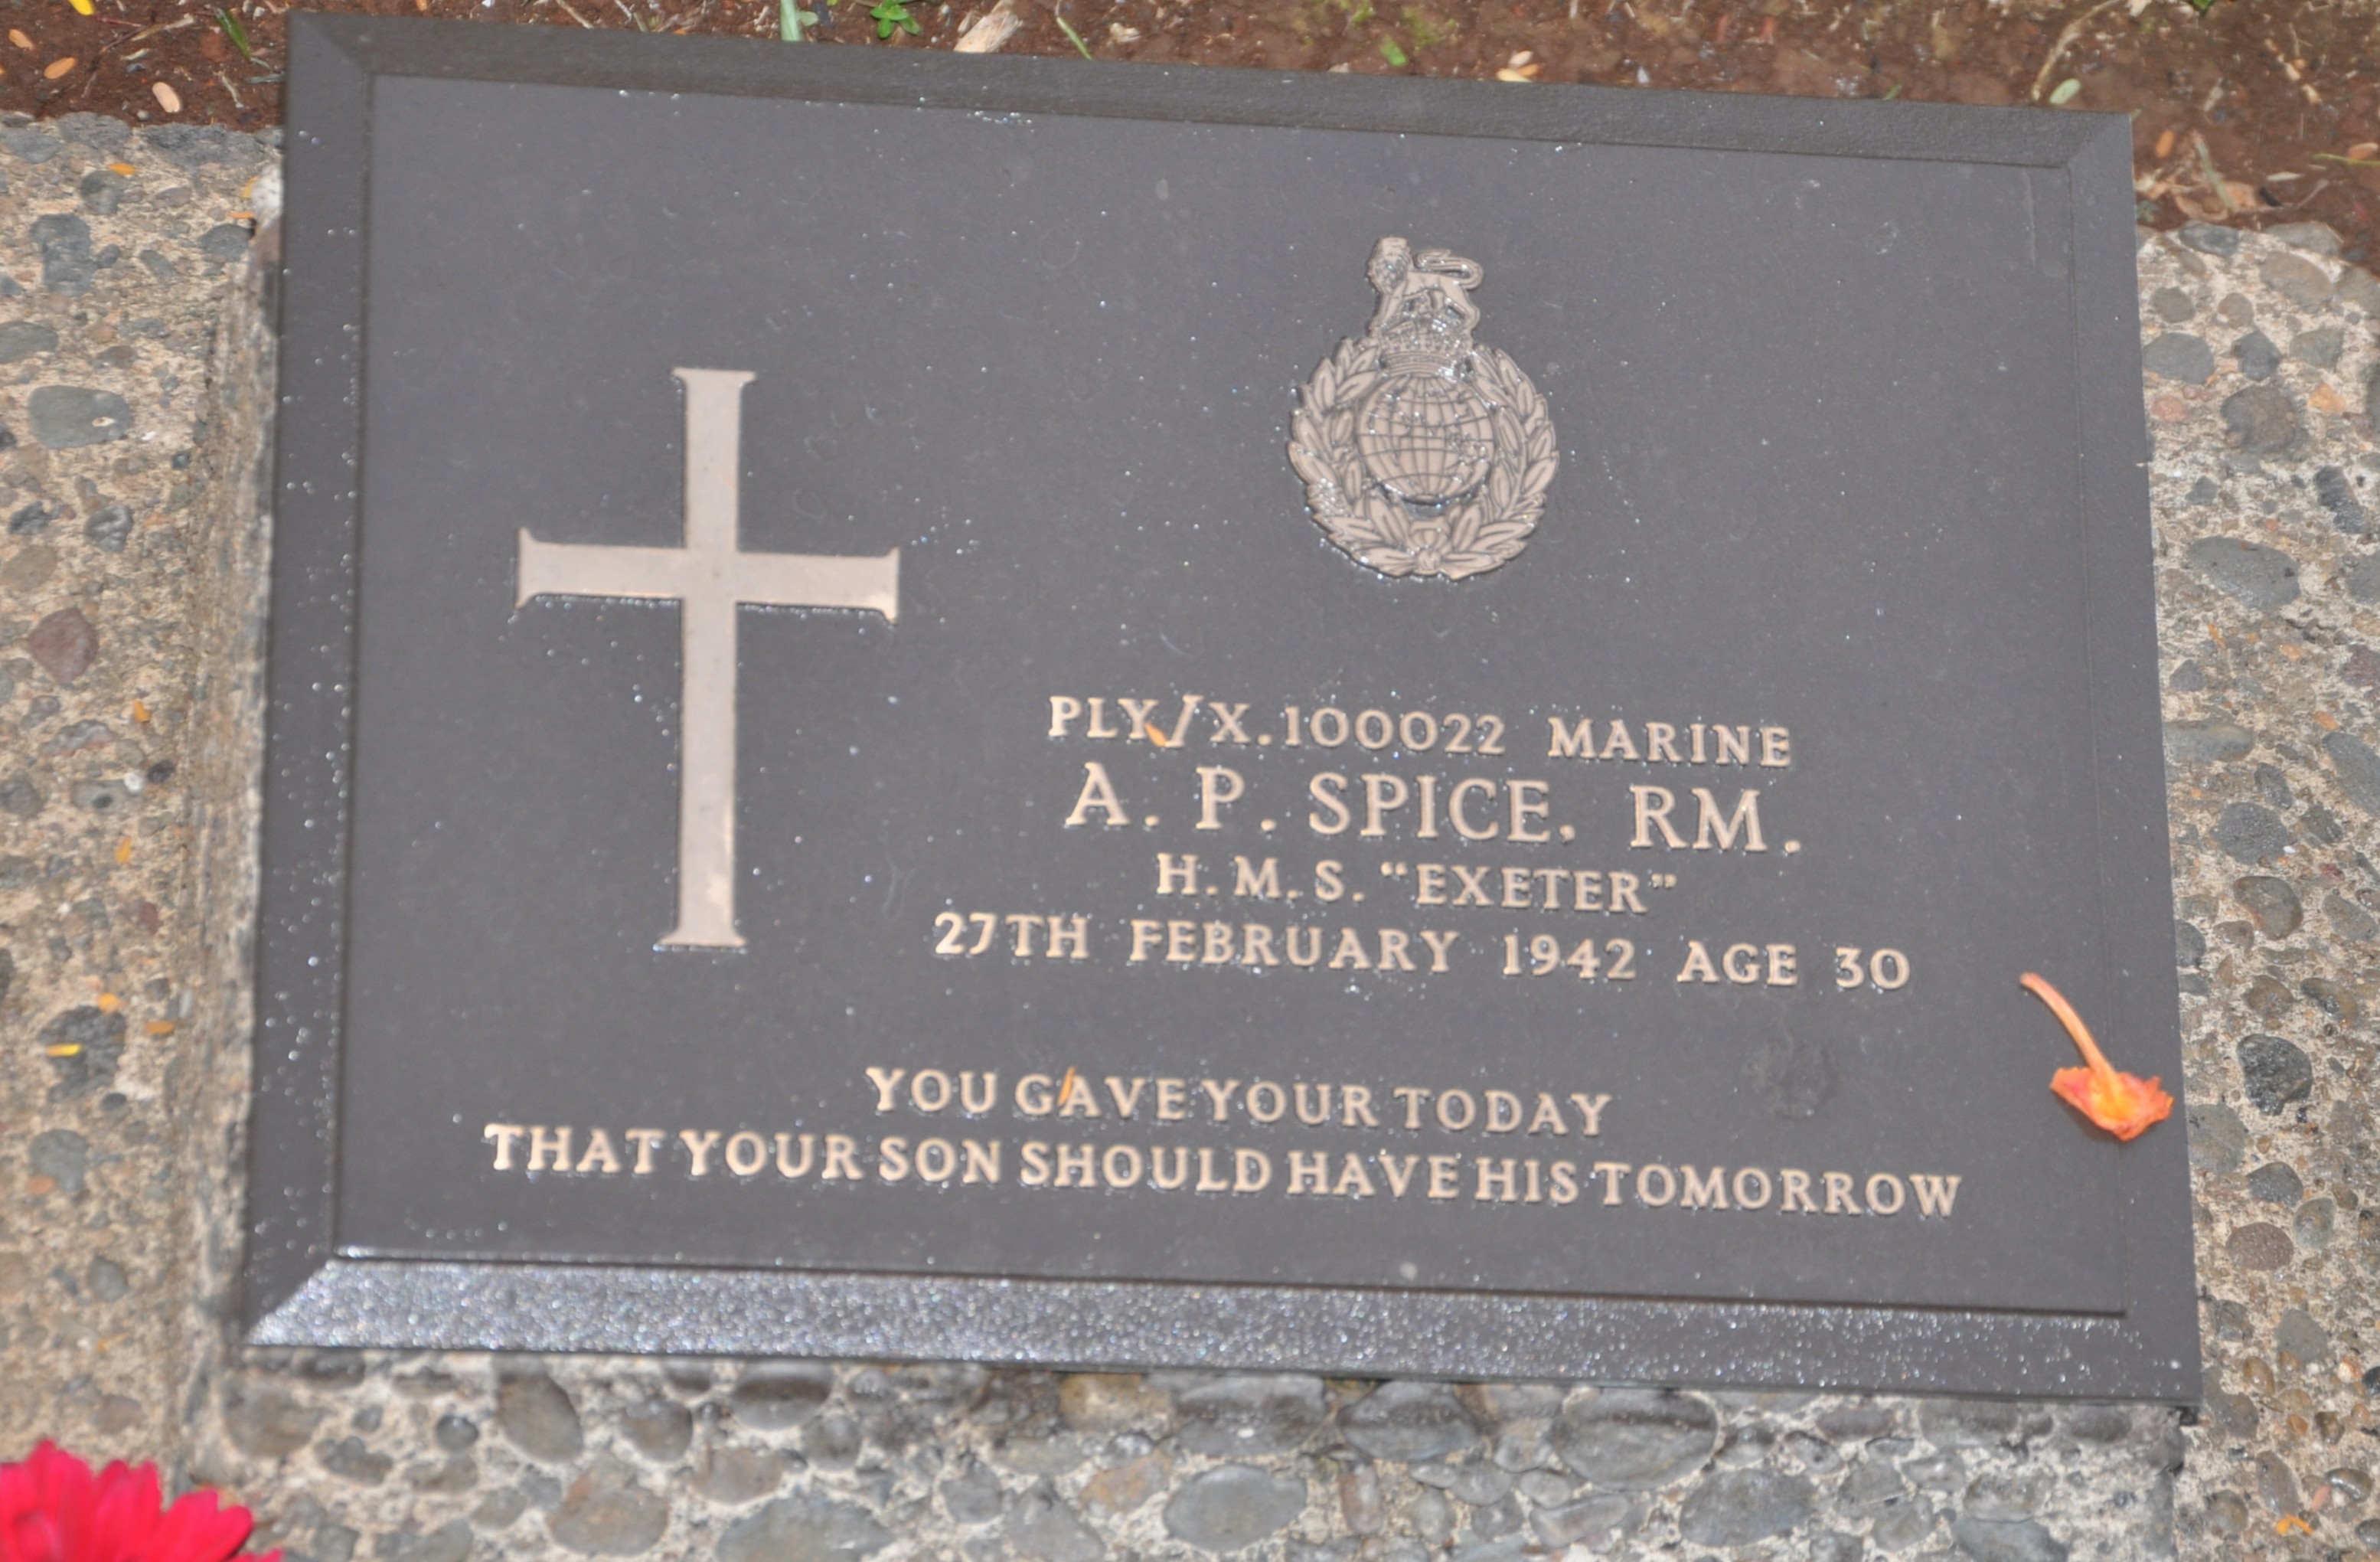 PLY/X.100022 MARINE
A. P. SPICE, RM.
H.M.S. “EXETER”
27TH FEBRUARY 1942 AGE 30
YOU GAVE YOUR TODAY
THAT YOUR SON SHOULD HAVE HIS TOMORROW